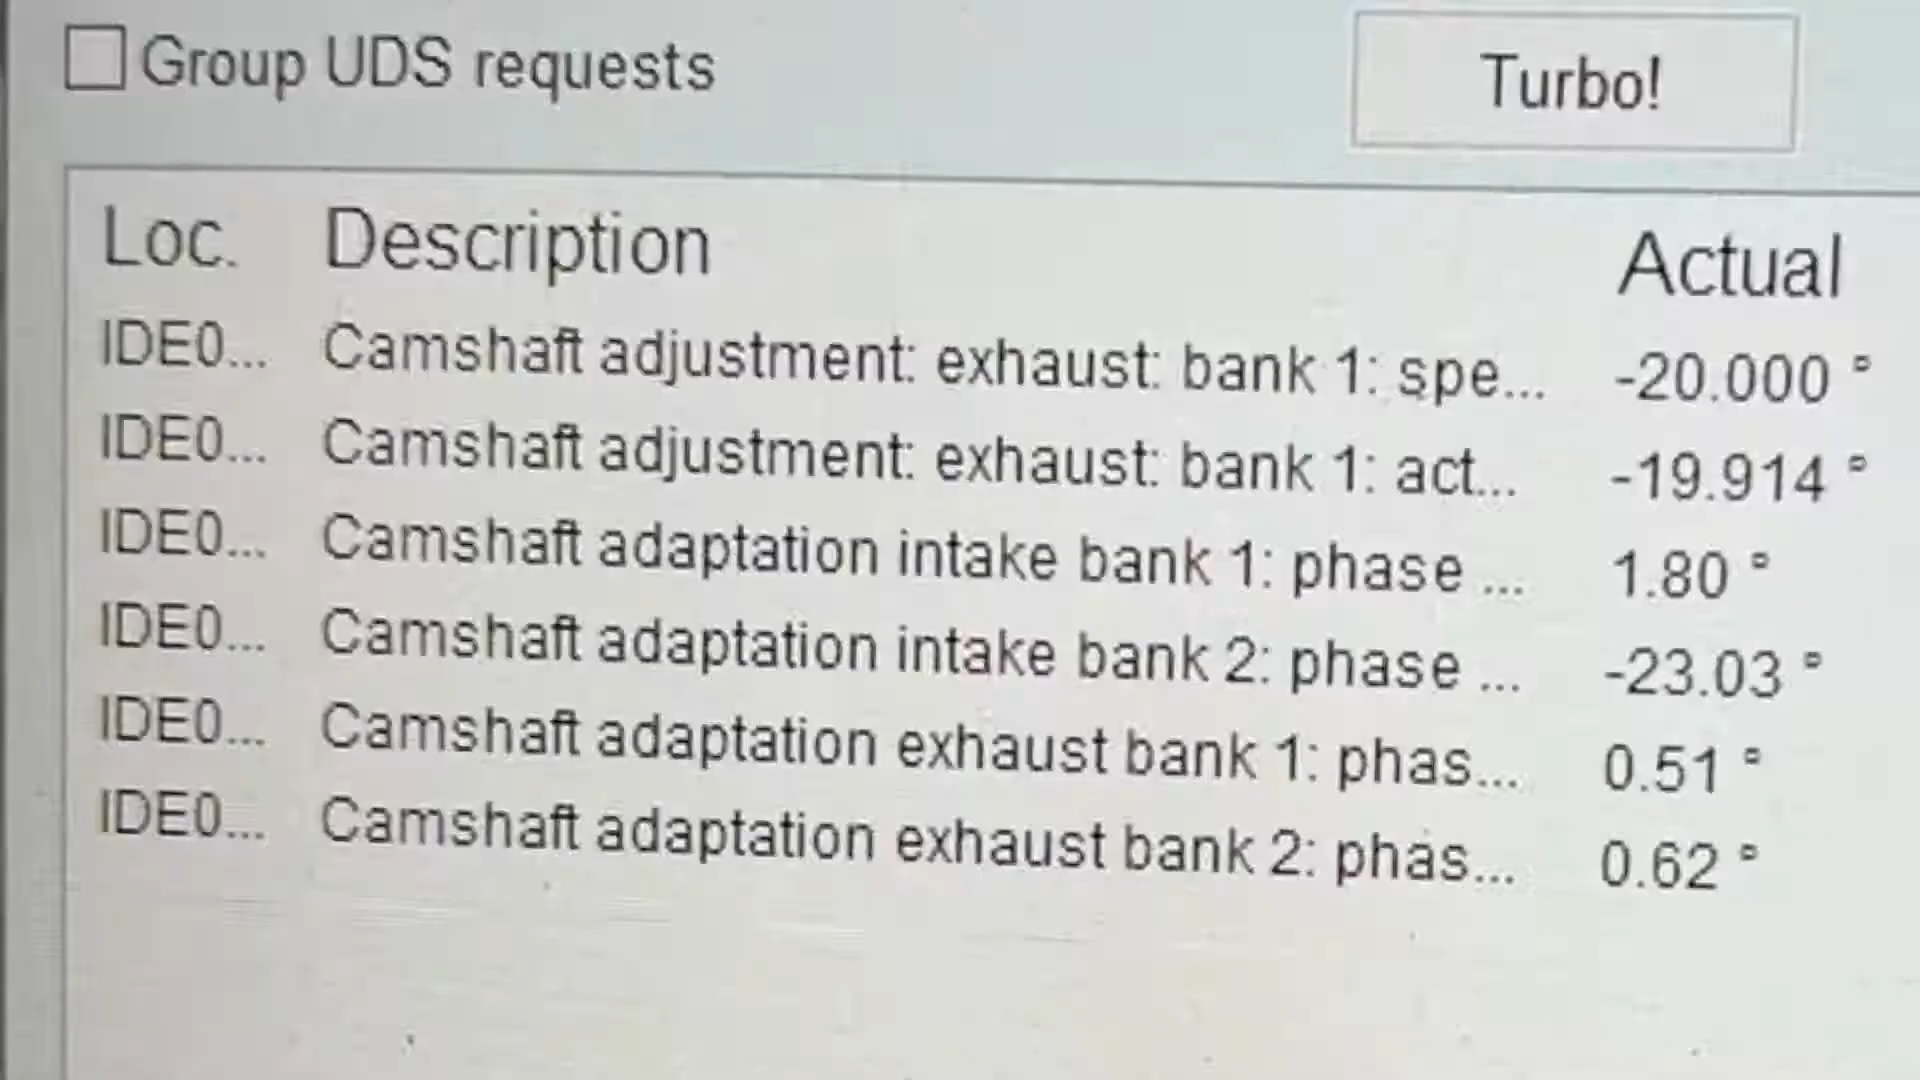 Group UDS requests
Turbo!
Loc. Description Actual
IDE0... Camshaft adjustment: exhaust: bank 1: spe... -20.000 °
IDE0... Camshaft adjustment: exhaust: bank 1: act... -19.914 °
IDE0... Camshaft adaptation intake bank 1: phase ... 1.80 °
IDE0... Camshaft adaptation intake bank 2: phase ... -23.03 °
IDE0... Camshaft adaptation exhaust bank 1: phas... 0.51 °
IDE0... Camshaft adaptation exhaust bank 2: phas... 0.62 °